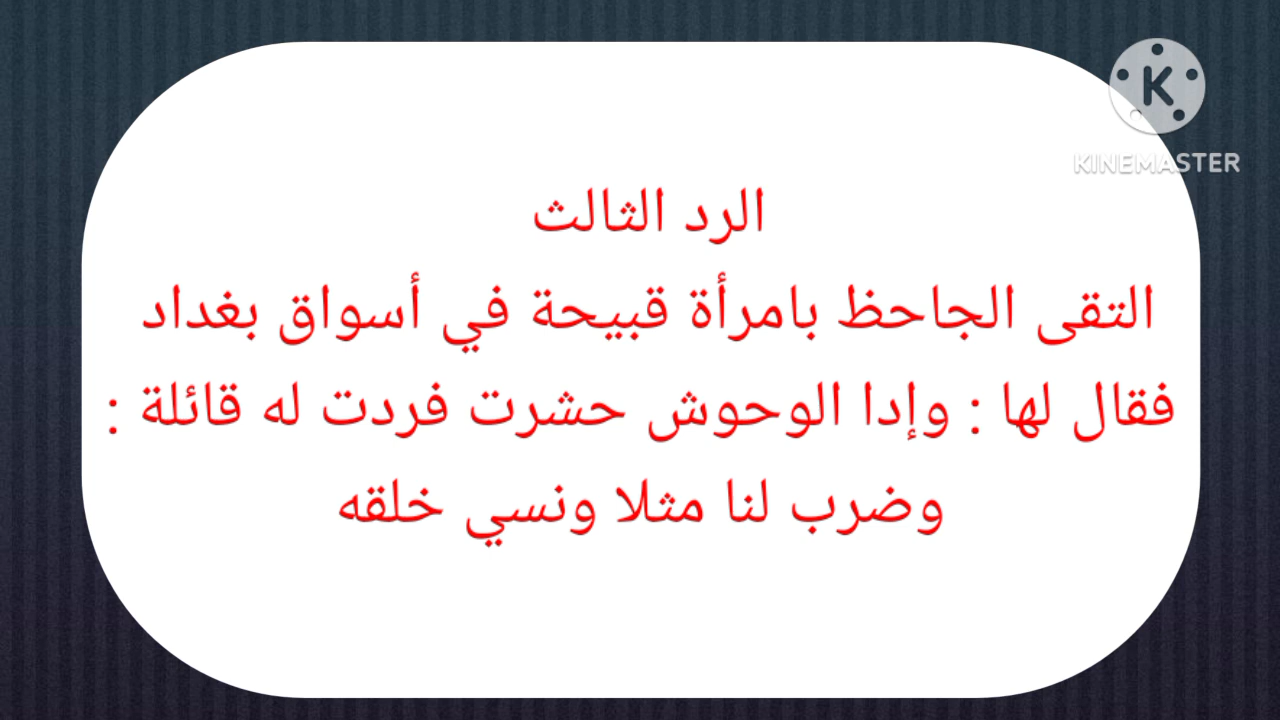 KINEMASTER
الرد الثالث
التقى الجاحظ بامرأة قبيحة في أسواق بغداد
فقال لها : وإدا الوحوش حشرت فردت له قائلة :
وضرب لنا مثلا ونسي خلقه